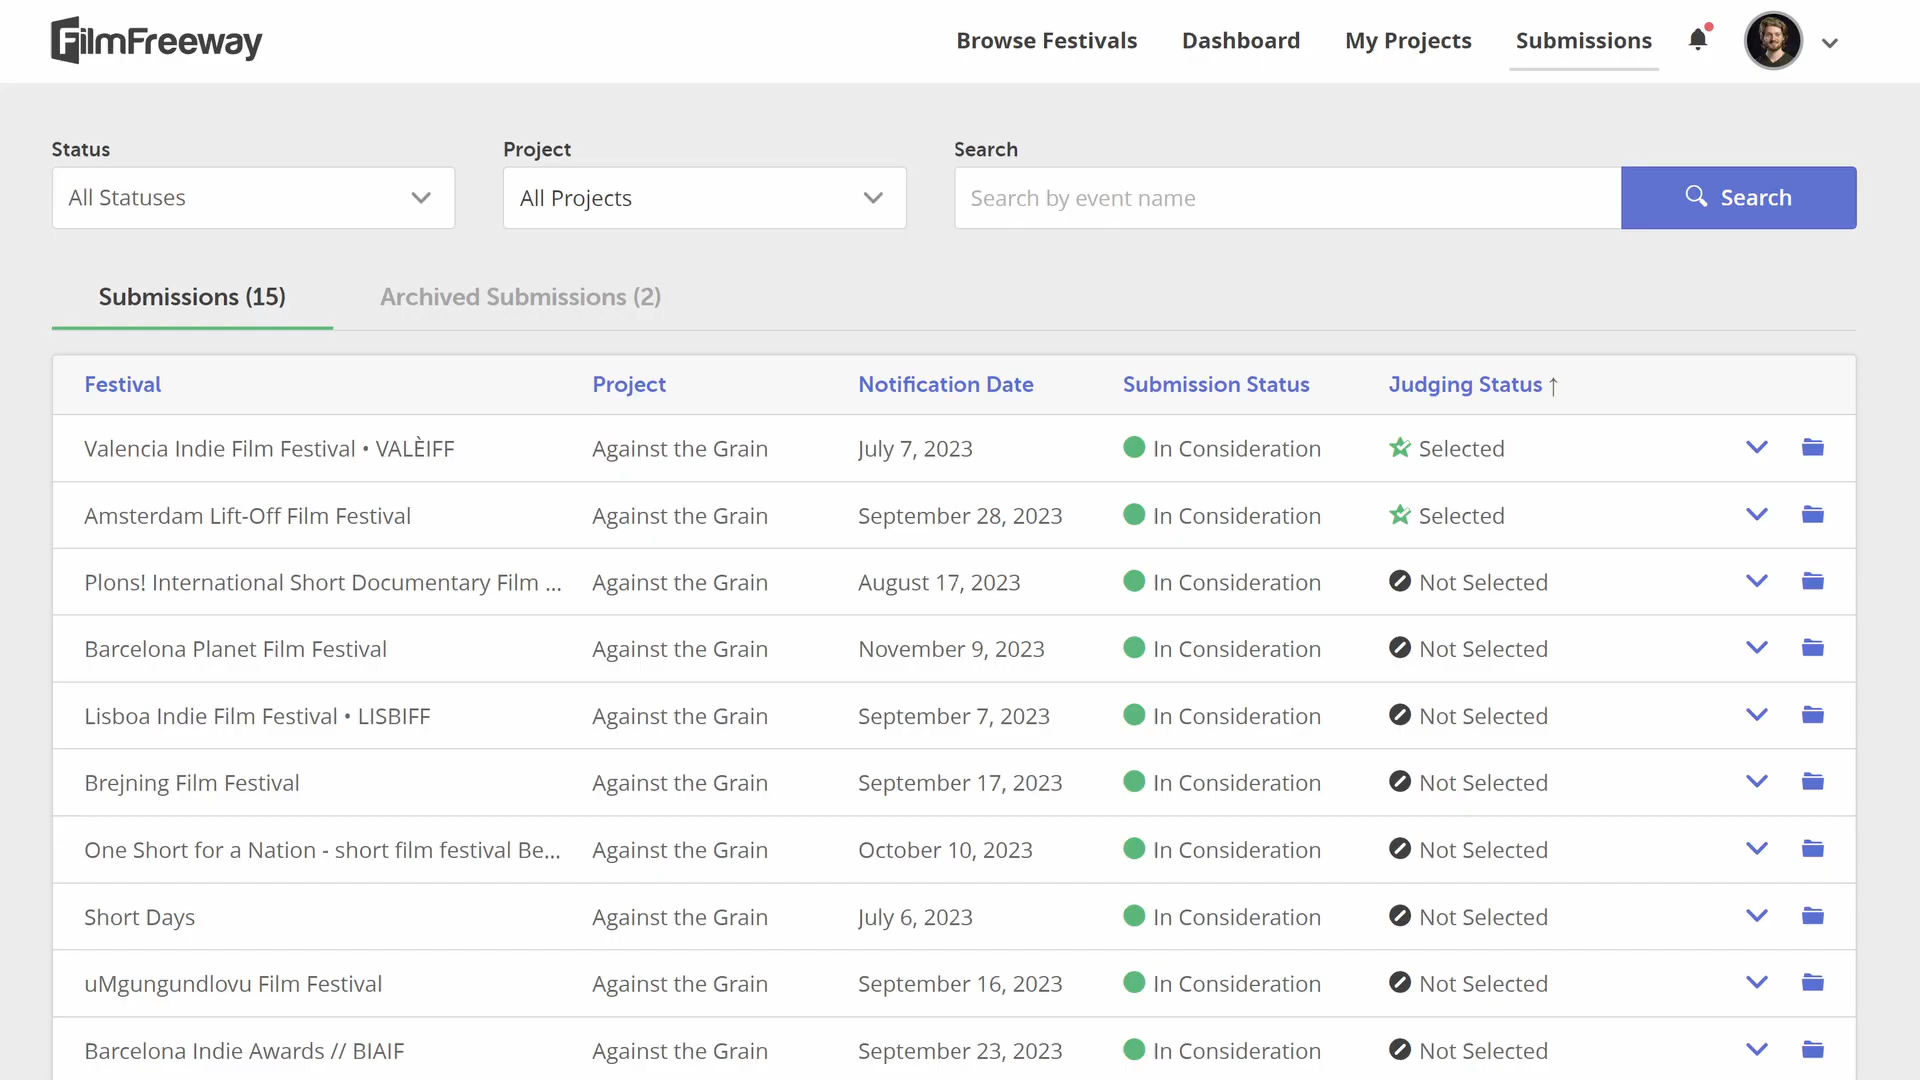 FilmFreeway
Browse Festivals Dashboard My Projects Submissions
Status Project Search
All Statuses All Projects Search by event name Search
Submissions (15) Archived Submissions (2)
Festival Project Notification Date Submission Status Judging Status ↑
Valencia Indie Film Festival • VALÈIFF Against the Grain July 7, 2023 In Consideration Selected
Amsterdam Lift-Off Film Festival Against the Grain September 28, 2023 In Consideration Selected
Plons! International Short Documentary Film ... Against the Grain August 17, 2023 In Consideration Not Selected
Barcelona Planet Film Festival Against the Grain November 9, 2023 In Consideration Not Selected
Lisboa Indie Film Festival • LISBIFF Against the Grain September 7, 2023 In Consideration Not Selected
Brejning Film Festival Against the Grain September 17, 2023 In Consideration Not Selected
One Short for a Nation - short film festival Be... Against the Grain October 10, 2023 In Consideration Not Selected
Short Days Against the Grain July 6, 2023 In Consideration Not Selected
uMgungundlovu Film Festival Against the Grain September 16, 2023 In Consideration Not Selected
Barcelona Indie Awards // BIAIF Against the Grain September 23, 2023 In Consideration Not Selected